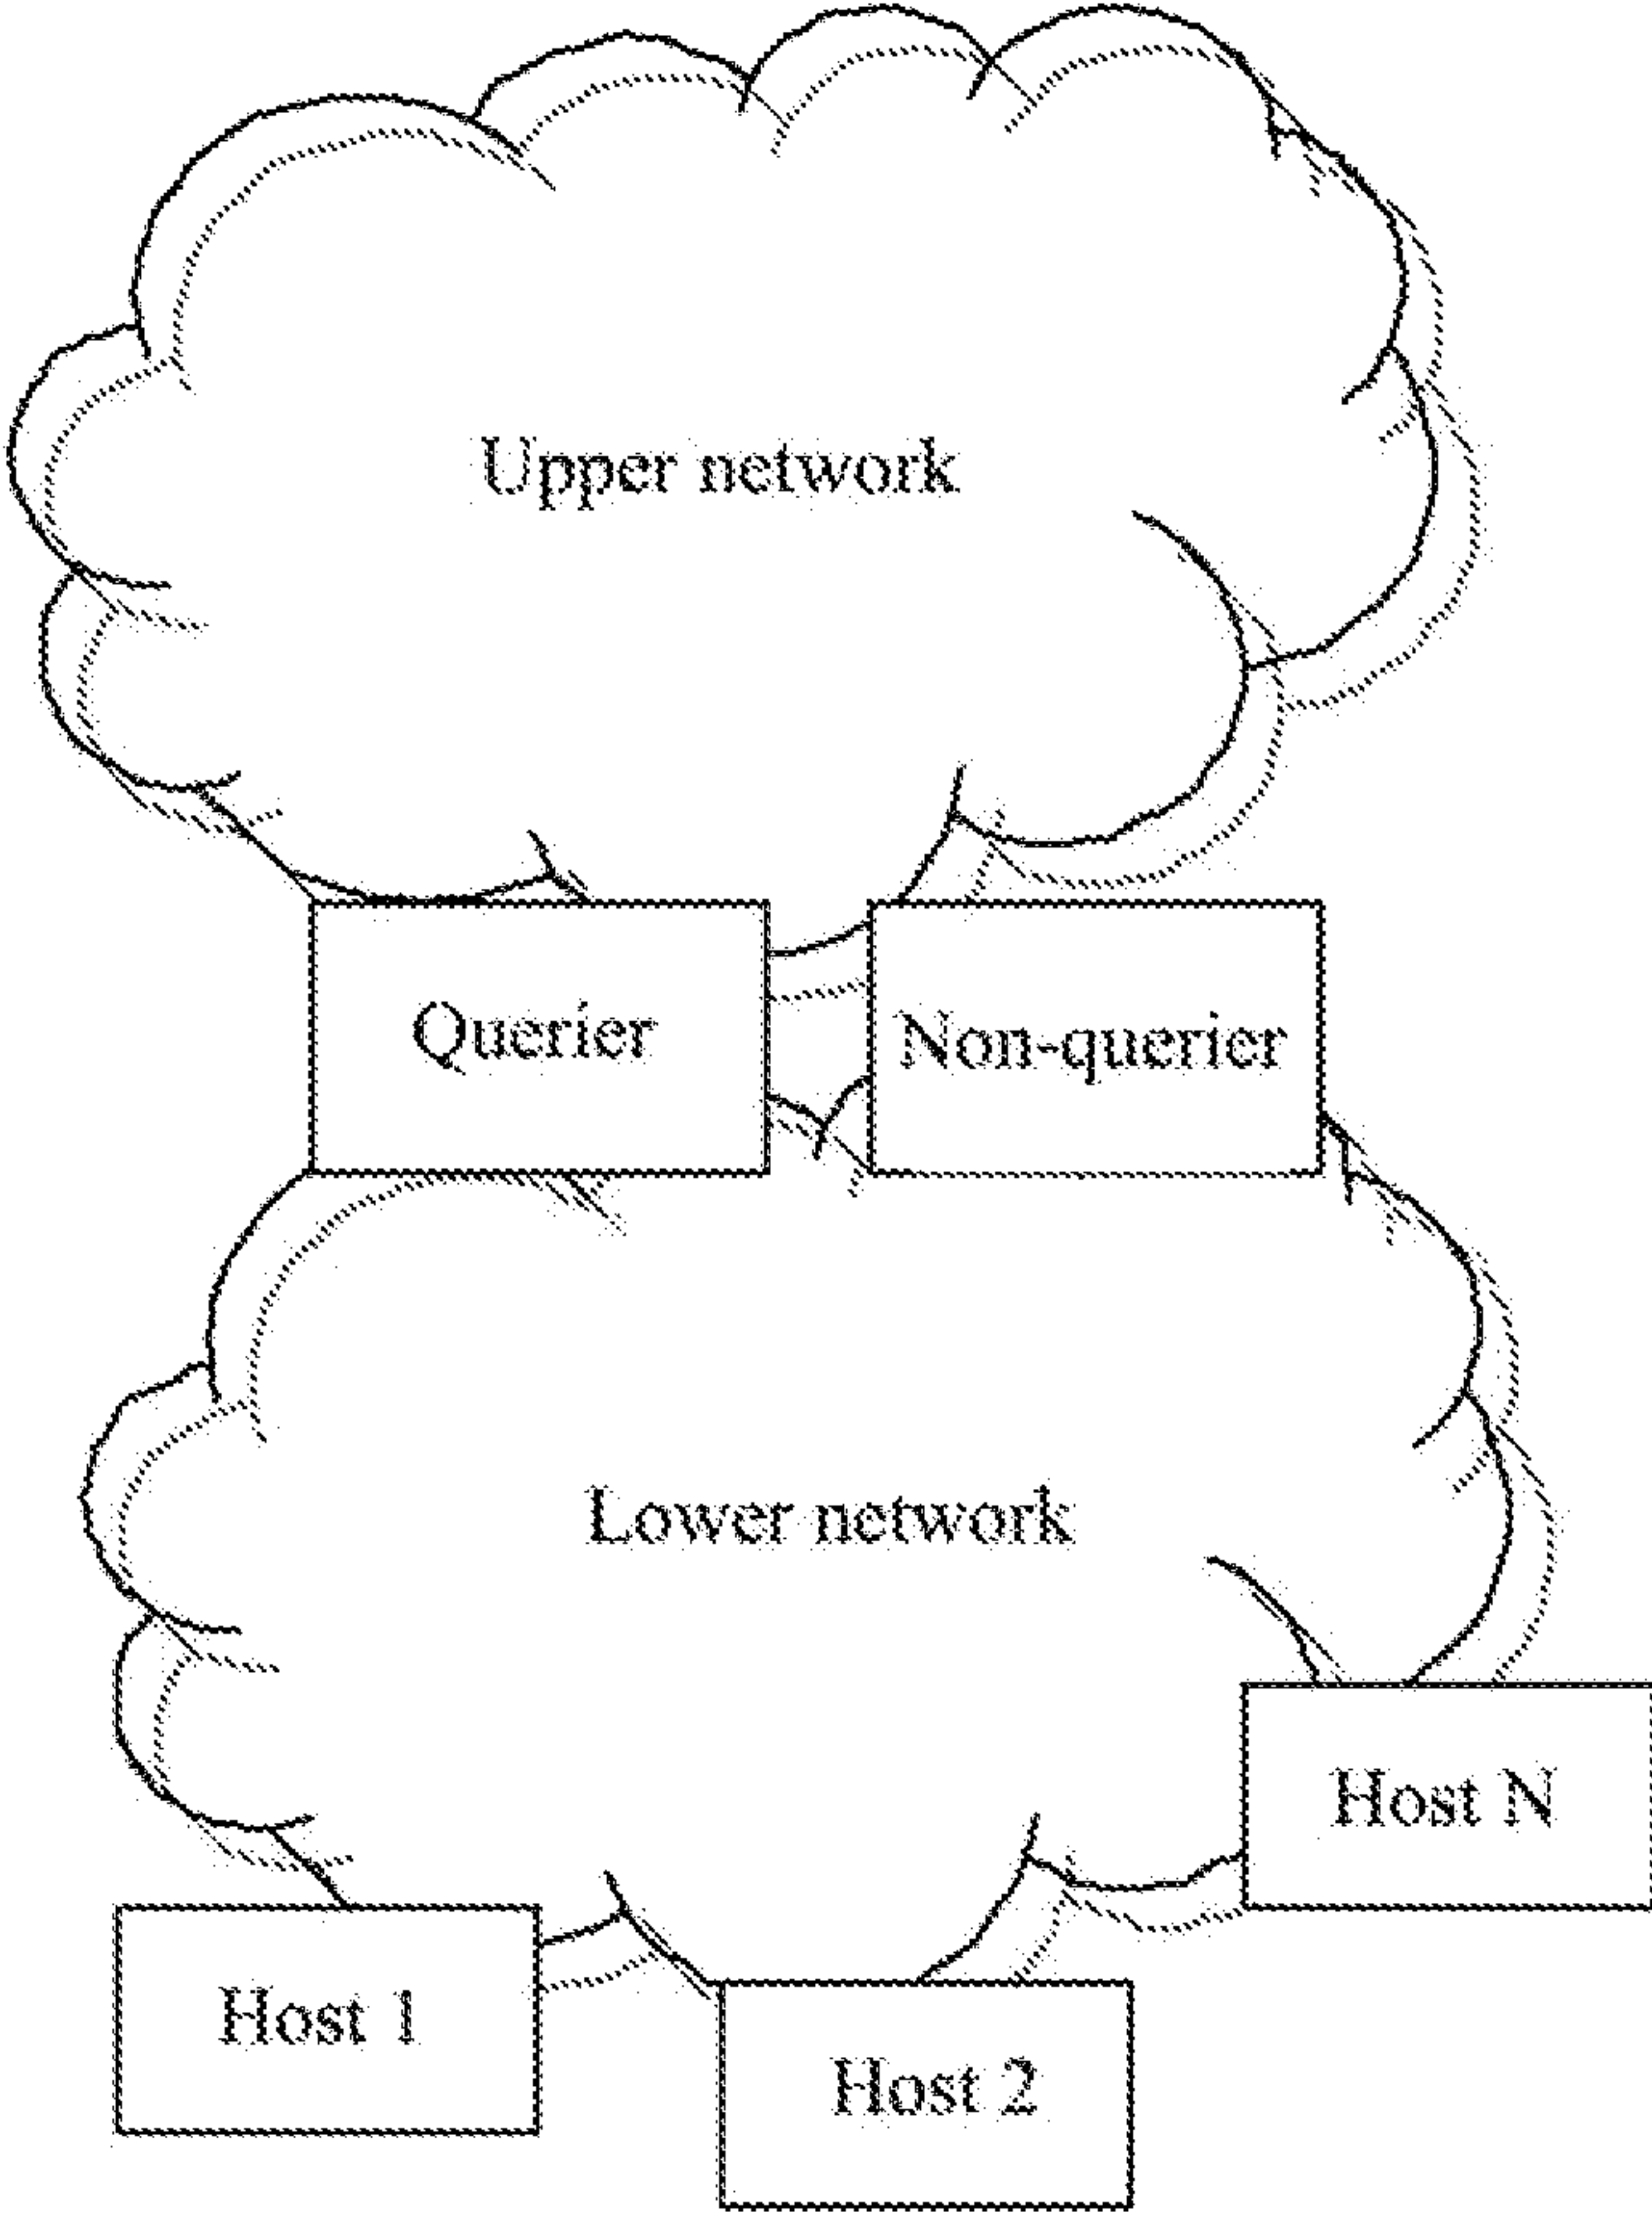 Upper network
Querier
Non-querier
Lower network
Host N
Host 1
Host 2